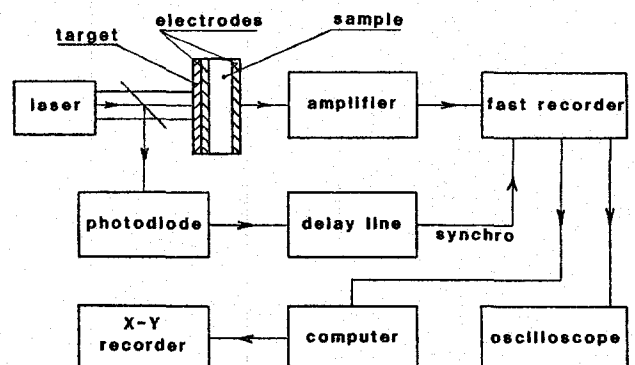 electrodes
sample
target
laser
amplifier
fast recorder
photodiode
delay line
synchro
X-Y
recorder
computer
oscilloscope